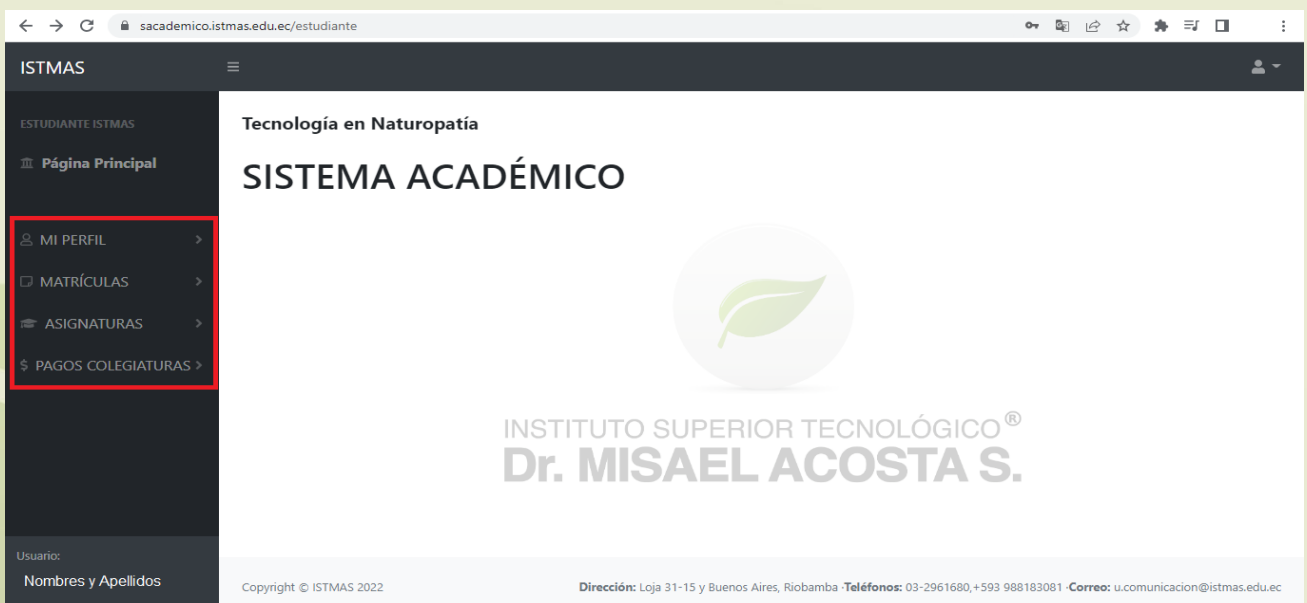 sacademico.istmas.edu.ec/estudiante
ISTMAS
ESTUDIANTE ISTMAS
Página Principal
MI PERFIL
MATRÍCULAS
ASIGNATURAS
$ PAGOS COLEGIATURAS
Usuario:
Nombres y Apellidos
Tecnología en Naturopatía
SISTEMA ACADÉMICO
INSTITUTO SUPERIOR TECNOLÓGICO®
Dr. MISAEL ACOSTA S.
Copyright © ISTMAS 2022
Dirección: Loja 31-15 y Buenos Aires, Riobamba ·Teléfonos: 03-2961680,+593 988183081 ·Correo: u.comunicacion@istmas.edu.ec